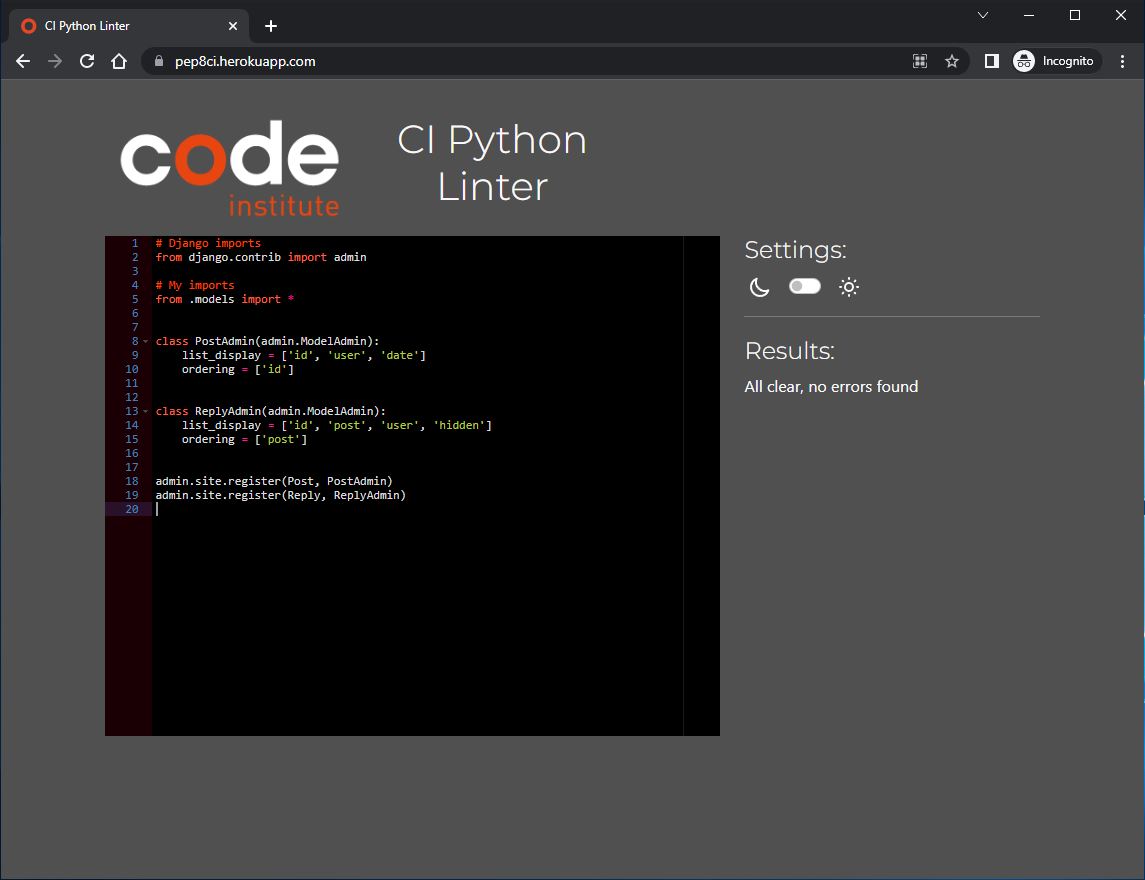 CI Python Linter
pep8ci.herokuapp.com
Incognito
code
institute
CI Python
Linter
1 # Django imports
2 from django.contrib import admin
3
4 # My imports
5 from .models import *
6
7
8 class PostAdmin(admin.ModelAdmin):
9     list_display = ['id', 'user', 'date']
10     ordering = ['id']
11
12
13 class ReplyAdmin(admin.ModelAdmin):
14     list_display = ['id', 'post', 'user', 'hidden']
15     ordering = ['post']
16
17
18 admin.site.register(Post, PostAdmin)
19 admin.site.register(Reply, ReplyAdmin)
20
Settings:
Results:
All clear, no errors found